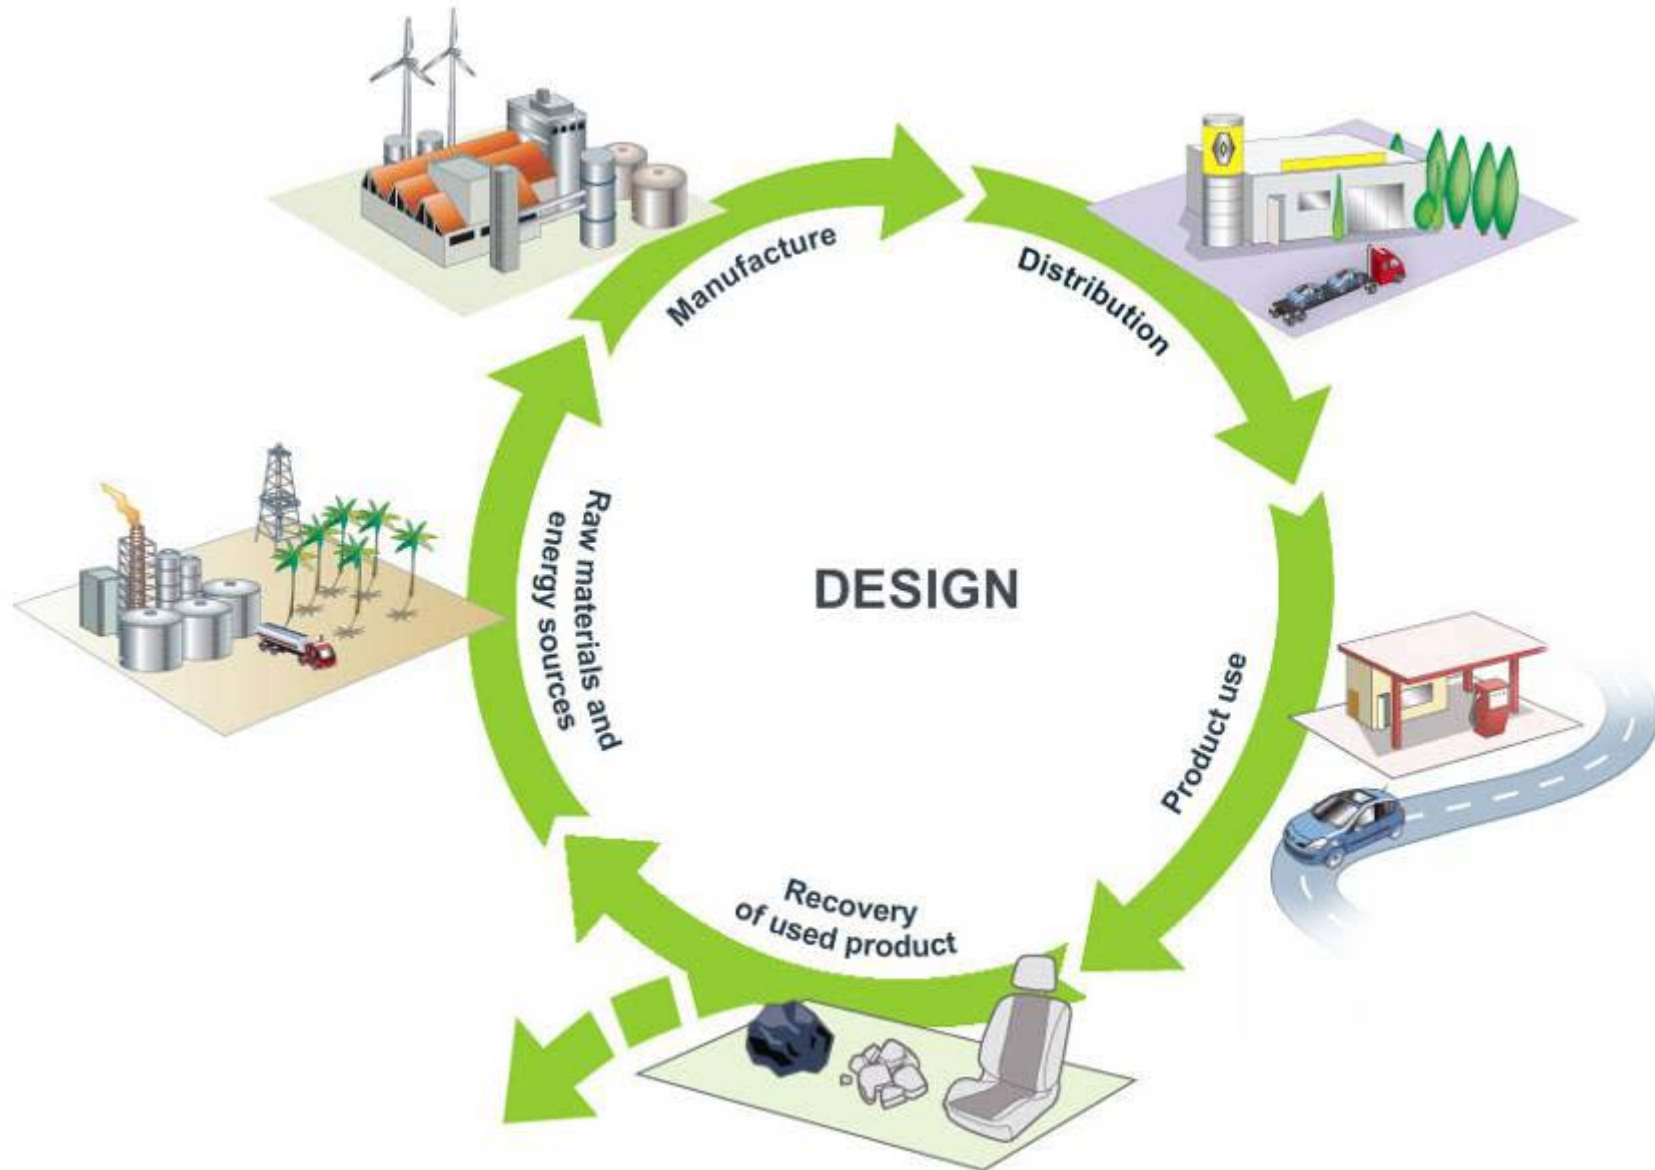 Manufacture
Distribution
Raw materials and
energy sources
DESIGN
Product use
Recovery
of used product